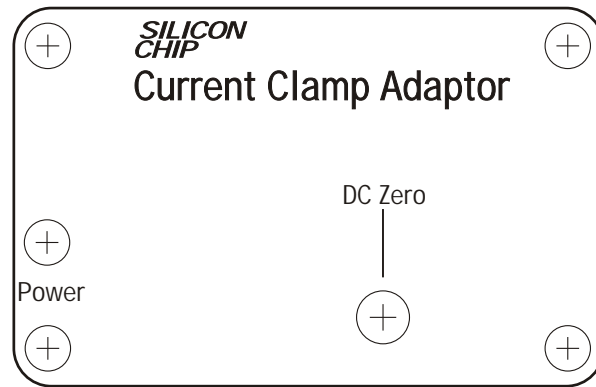 SILICON
CHIP
Current Clamp Adaptor
DC Zero
Power